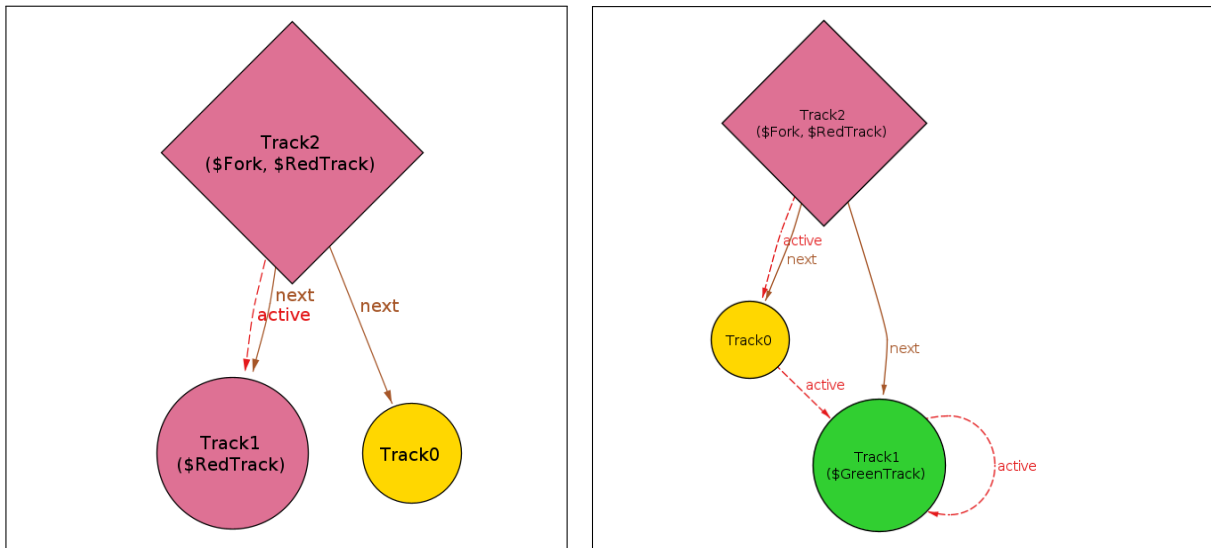 Track2
($Fork, $RedTrack)
next
active
next
Track1
($RedTrack)
Track0
Track2
($Fork, $RedTrack)
active
next
Track0
next
active
Track1
($GreenTrack)
active